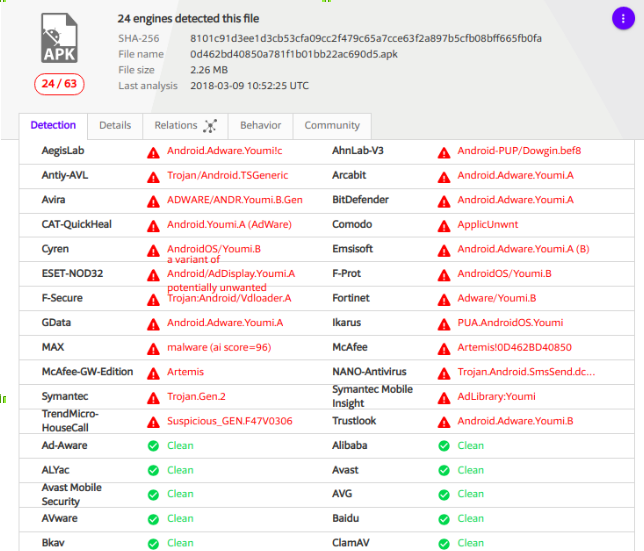 24 engines detected this file
SHA-256 8101c91d3ee1d3cb53cfa09cc2f479c65a7cce63f2a897b5cfb08bff665fb0fa
File name 0d462bd40850a781f1b01bb22ac690d5.apk
File size 2.26 MB
Last analysis 2018-03-09 10:52:25 UTC
APK
24 / 63
Detection Details Relations Behavior Community
AegisLab Android.Adware.Youmi!c AhnLab-V3 Android-PUP/Dowgin.bef8
Antiy-AVL Trojan/Android.TSGeneric Arcabit Android.Adware.Youmi.A
Avira ADWARE/ANDR.Youmi.B.Gen BitDefender Android.Adware.Youmi.A
CAT-QuickHeal Android.Youmi.A (AdWare) Comodo ApplicUnwnt
Cyren AndroidOS/Youmi.B Emsisoft Android.Adware.Youmi.A (B)
a variant of
ESET-NOD32 Android/AdDisplay.Youmi.A F-Prot AndroidOS/Youmi.B
potentially unwanted
F-Secure Trojan:Android/Vdloader.A Fortinet Adware/Youmi.B
GData Android.Adware.Youmi.A Ikarus PUA.AndroidOS.Youmi
MAX malware (ai score=96) McAfee Artemis!0D462BD40850
McAfee-GW-Edition Artemis NANO-Antivirus Trojan.Android.SmsSend.dc...
Symantec Trojan.Gen.2 Symantec Mobile
Insight AdLibrary:Youmi
TrendMicro-
HouseCall Suspicious_GEN.F47V0306 Trustlook Android.Adware.Youmi.B
Ad-Aware Clean Alibaba Clean
ALYac Clean Avast Clean
Avast Mobile
Security Clean AVG Clean
AVware Clean Baidu Clean
Bkav Clean ClamAV Clean